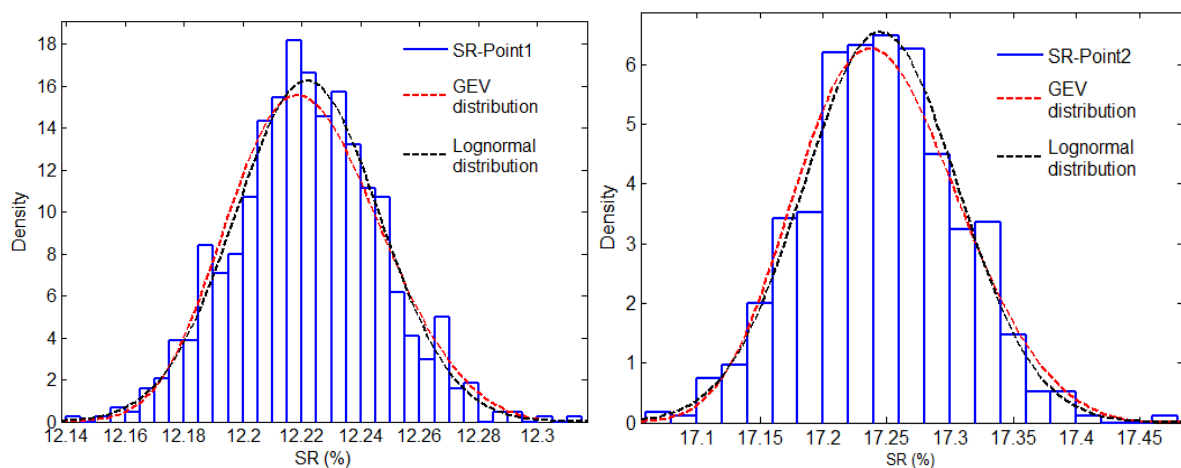 18
16
14
12
10
8
6
4
2
0
Density
12.14 12.16 12.18 12.2 12.22 12.24 12.26 12.28 12.3
SR (%)
SR-Point1
GEV
distribution
Lognormal
distribution
6
5
4
3
2
1
0
Density
17.1 17.15 17.2 17.25 17.3 17.35 17.4 17.45
SR (%)
SR-Point2
GEV
distribution
Lognormal
distribution